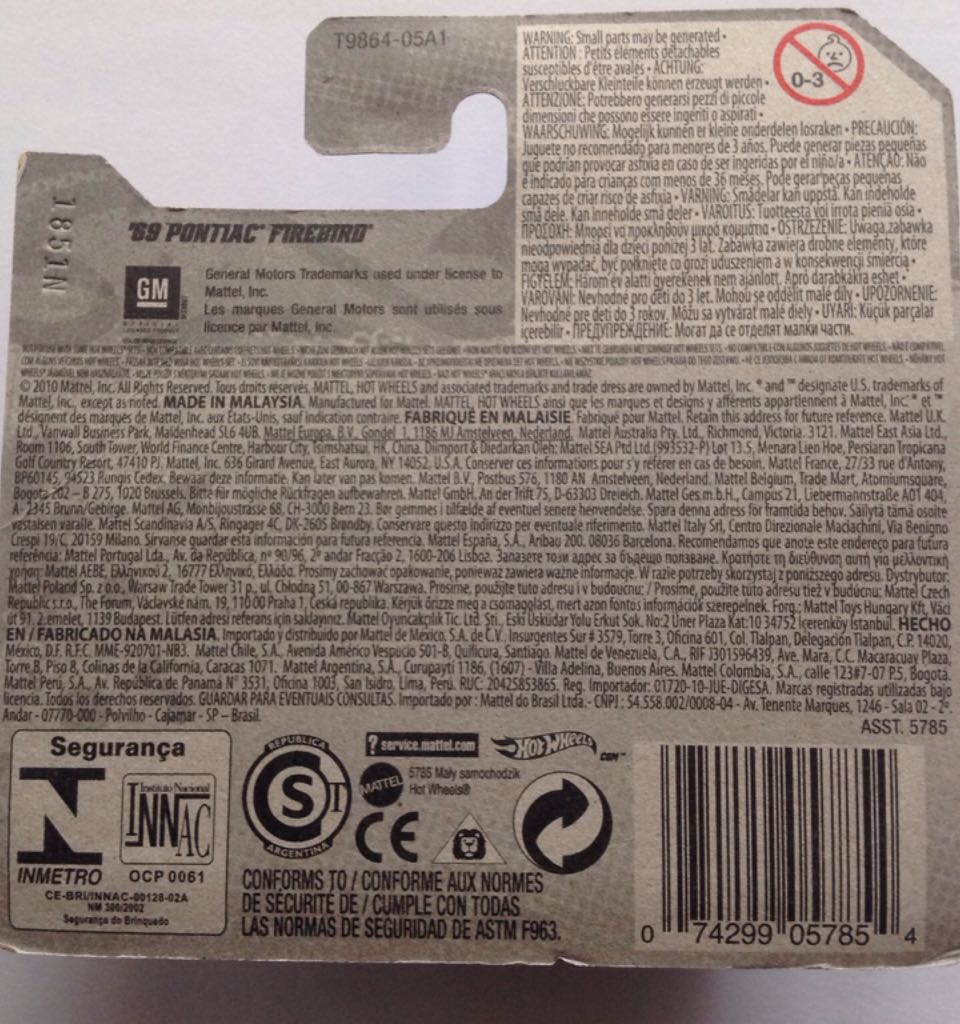 T9864-05A1
WARNING: Small parts may be generated •
ATTENTION : Petits éléments détachables
susceptibles d'être avalés • ACHTUNG:
Verschluckbare Kleinteile können erzeugt werden •
ATTENZIONE: Potrebbero generarsi pezzi di piccole
dimensioni che possono essere ingeriti o aspirati •
WAARSCHUWING: Mogelijk kunnen er kleine onderdelen losraken • PRECAUCIÓN:
Juguete no recomendado para menores de 3 años. Puede generar piezas pequeñas
que podrían provocar asfixia en caso de ser ingeridas por el niño/a • ATENÇÃO: Não
é indicado para crianças com menos de 36 meses. Pode gerar peças pequenas
capazes de criar risco de asfixia • VARNING: Smådelar kan uppstå. Kan indeholde
små dele. Kan inneholde små deler • VAROITUS: Tuotteesta voi irrota pieniä osia •
ΠΡΟΣΟΧΗ: Μπορεί να προκληθούν μικρά κομμάτια • OSTRZEŻENIE: Uwaga, zabawka
nieodpowiednia dla dzieci poniżej 3 lat. Zabawka zawiera drobne elementy, które
mogą wypadać, być połknięte co grozi uduszeniem a w konsekwencji śmiercią •
FIGYELEM: Három év alatti gyerekeknek nem ajánlott. Apró darabákra eshet •
VAROVÁNÍ: Nevhodné pro děti do 3 let. Mohou se oddělit malé díly • UPOZORNENIE:
Nevhodné pro deti do 3 rokov. Môžu sa vytvárať malé diely • UYARI: Küçük parçalar
içerebilir • ПРЕДУПРЕЖДЕНИЕ: Могат да се отделят малки части.
0-3
1851N
'69 PONTIAC® FIREBIRD®
GM
OFFICIAL
General Motors Trademarks used under license to
Mattel, Inc.
Les marques General Motors sont utilisés sous
licence par Mattel, Inc.
© 2010 Mattel, Inc. All Rights Reserved. Tous droits réservés. MATTEL, HOT WHEELS and associated trademarks and trade dress are owned by Mattel, Inc. ® and ™ designate U.S. trademarks of
Mattel, Inc., except as noted. MADE IN MALAYSIA. Manufactured for Mattel. MATTEL, HOT WHEELS ainsi que les marques et designs y afférents appartiennent à Mattel, Inc. ® et ™
désignent des marques de Mattel, Inc. aux États-Unis, sauf indication contraire. FABRIQUÉ EN MALAISIE. Fabriqué pour Mattel. Retain this address for future reference. Mattel U.K.
Ltd., Vanwall Business Park, Maidenhead SL6 4UB. Mattel Europa, B.V., Gondel 1, 1186 MJ Amstelveen, Nederland. Mattel Australia Pty. Ltd., Richmond, Victoria. 3121. Mattel East Asia Ltd.,
Room 1106, South Tower, World Finance Centre, Harbour City, Tsimshatsui, HK, China. Diimport & Diedarkan Oleh: Mattel SEA Ptd Ltd.(993532-P) Lot 13.5, Menara Lien Hoe, Persiaran Tropicana
Golf Country Resort, 47410 PJ. Mattel, Inc. 636 Girard Avenue, East Aurora, NY 14052, U.S.A. Conserver ces informations pour s'y référer en cas de besoin. Mattel France, 27/33 rue d'Antony,
BP60145, 94523 Rungis Cedex. Bewaar deze informatie. Kan later van pas komen. Mattel B.V., Postbus 576, 1180 AN Amstelveen, Nederland. Mattel Belgium, Trade Mart, Atomiumsquare,
Bogota 202 – B 275, 1020 Brussels. Bitte für mögliche Rückfragen aufbewahren. Mattel GmbH. An der Trift 75, D-63303 Dreieich. Mattel Ges.m.b.H., Campus 21, Liebermannstraße A01 404,
A- 2345 Brunn/Gebirge. Mattel AG, Monbijoustrasse 68, CH-3000 Bern 23. Bør gemmes i tilfælde af eventuel senere henvendelse. Spara denna adress för framtida behov. Säilytä tämä osoite
vastaisen varalle. Mattel Scandinavia A/S, Ringager 4C, DK-2605 Brøndby. Conservare questo indirizzo per eventuale riferimento. Mattel Italy Srl, Centro Direzionale Maciachini, Via Benigno
Crespi 19/C, 20159 Milano. Sírvanse guardar esta información para futura referencia. Mattel España, S.A., Aribau 200. 08036 Barcelona. Recomendamos que anote este endereço para futura
referência: Mattel Portugal Lda., Av. da República, nº 90/96, 2º andar Fracção 2, 1600-206 Lisboa. Запазете този адрес за бъдещо ползване. Κρατήστε τη διεύθυνση αυτή για μελλοντική
χρήση: Mattel AEBE, Ελληνικού 2, 16777 Ελληνικό, Ελλάδα. Prosimy zachować opakowanie, ponieważ zawiera ważne informacje. W razie potrzeby skorzystaj z poniższego adresu. Dystrybutor:
Mattel Poland Sp. z o.o., Warsaw Trade Tower 31 p., ul. Chłodna 51, 00-867 Warszawa. Prosíme, použijte tuto adresu i v budoucnu: / Prosíme, použijte túto adresu tiež v budúcnu: Mattel Czech
Republic s.r.o., The Forum, Václavské nám. 19, 110 00 Praha 1, Česká republika. Kérjük őrizze meg a csomagolást, mert azon fontos információk szerepelnek. Forg.: Mattel Toys Hungary Kft, Váci
út 91. 2.emelet, 1139 Budapest. Lütfen adresi referans için saklayınız. Mattel Oyuncakçılık Tic. Ltd. Şti., Eski Üsküdar Yolu Erkut Sok. No:2 Uner Plaza Kat:10 34752 İçerenköy İstanbul. HECHO
EN / FABRICADO NA MALASIA. Importado y distribuido por Mattel de México, S.A. de C.V., Insurgentes Sur # 3579, Torre 3, Oficina 601, Col. Tlalpan, Delegación Tlalpan, C.P. 14020,
México, D.F. R.F.C. MME-920701-NB3. Mattel Chile, S.A., Avenida Américo Vespucio 501-B, Quilicura, Santiago. Mattel de Venezuela, C.A., RIF J301596439, Ave. Mara, C.C. Macaracuay Plaza,
Torre B, Piso 8, Colinas de la California, Caracas 1071. Mattel Argentina, S.A., Curupaytí 1186, (1607) - Villa Adelina, Buenos Aires. Mattel Colombia, S.A., calle 123#7-07 P.5, Bogotá.
Mattel Perú, S.A., Av. República de Panamá N° 3531, Oficina 1003, San Isidro, Lima, Perú. RUC: 20425853865. Reg. Importador: 01720-10-JUE-DIGESA. Marcas registradas utilizadas bajo
licencia. Todos los derechos reservados. GUARDAR PARA EVENTUAIS CONSULTAS. Importado por : Mattel do Brasil Ltda.- CNPJ : 54.558.002/0008-04 - Av. Tenente Marques, 1246 - Sala 02 - 2º.
Andar - 07770-000 - Polvilho - Cajamar - SP – Brasil.
ASST. 5785
Segurança
INMETRO
Instituto Nacional
INNAC
OCP 0061
CE-BRI/INNAC-00128-02A
NM 300/2002
Segurança do Brinquedo
REPUBLICA
ARGENTINA
? service.mattel.com
HOT WHEELS .COM™
MATTEL
5785 Mały samochodzik
Hot Wheels®
CE
CONFORMS TO / CONFORME AUX NORMES
DE SÉCURITÉ DE / CUMPLE CON TODAS
LAS NORMAS DE SEGURIDAD DE ASTM F963.
0 74299 05785 4